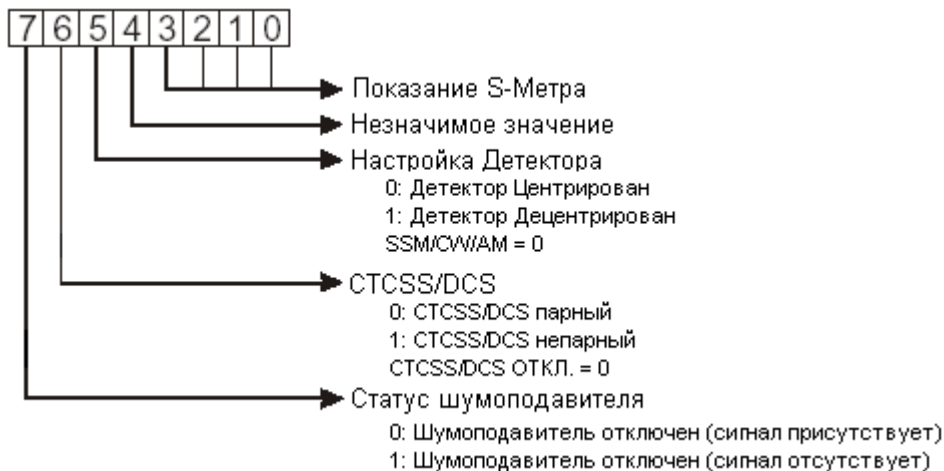 7 6 5 4 3 2 1 0
Показание S-Метра
Незначимое значение
Настройка Детектора
0: Детектор Центрирован
1: Детектор Децентрирован
SSM/CW/AM = 0
CTCSS/DCS
0: CTCSS/DCS парный
1: CTCSS/DCS непарный
CTCSS/DCS ОТКЛ. = 0
Статус шумоподавителя
0: Шумоподавитель отключен (сигнал присутствует)
1: Шумоподавитель отключен (сигнал отсутствует)